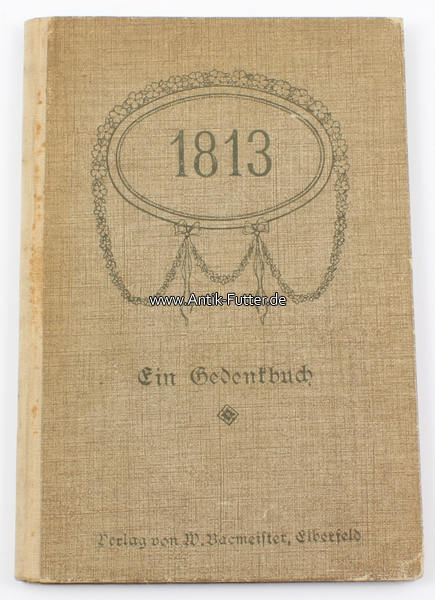 1813
www.Antik-Futter.de
Ein Gedenkbuch
Verlag von W. Bacmeister, Elberfeld